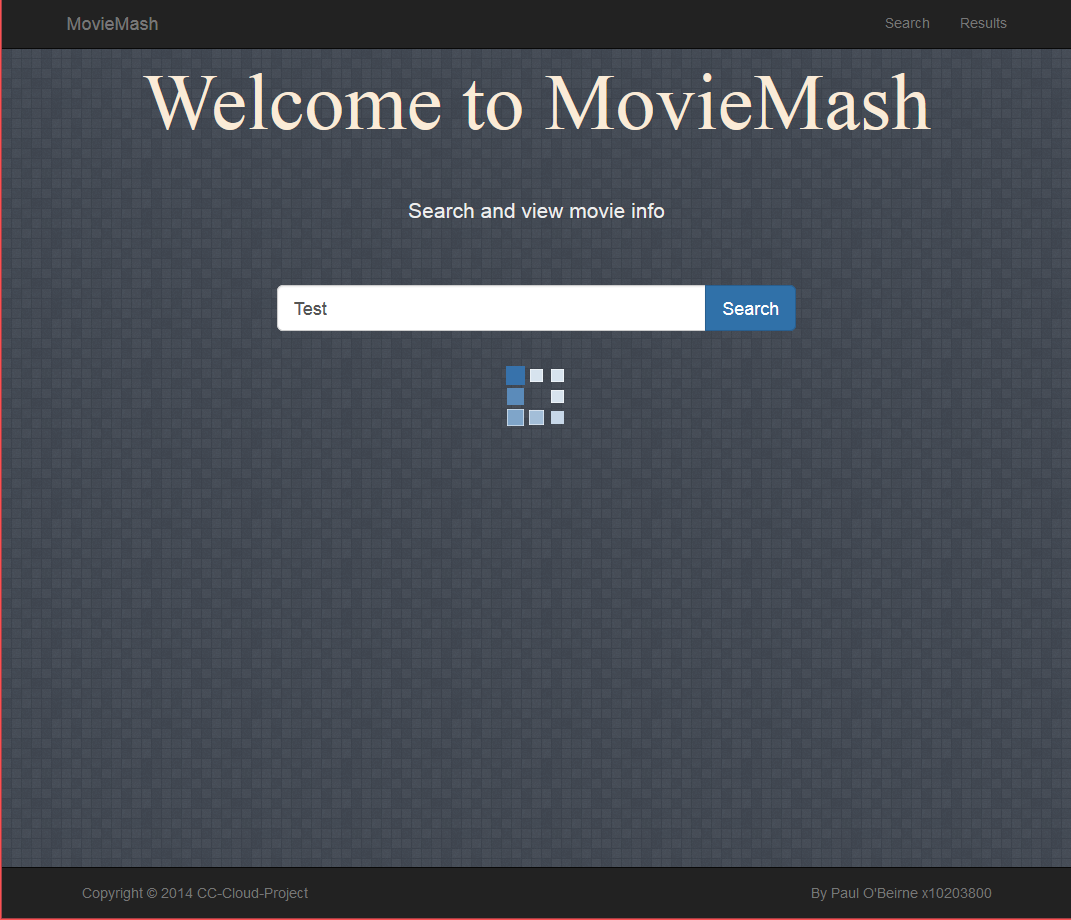 MovieMash Search Results
Welcome to MovieMash
Search and view movie info
Test Search
Copyright © 2014 CC-Cloud-Project By Paul O'Beirne x10203800